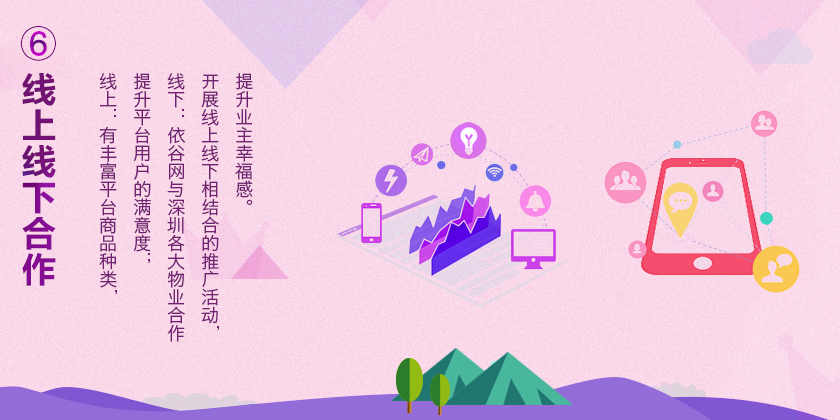 ⑥
线上线下合作
线上：有丰富平台商品种类，
提升平台用户的满意度；
线下：依谷网与深圳各大物业合作
开展线上线下相结合的推广活动，
提升业主幸福感。